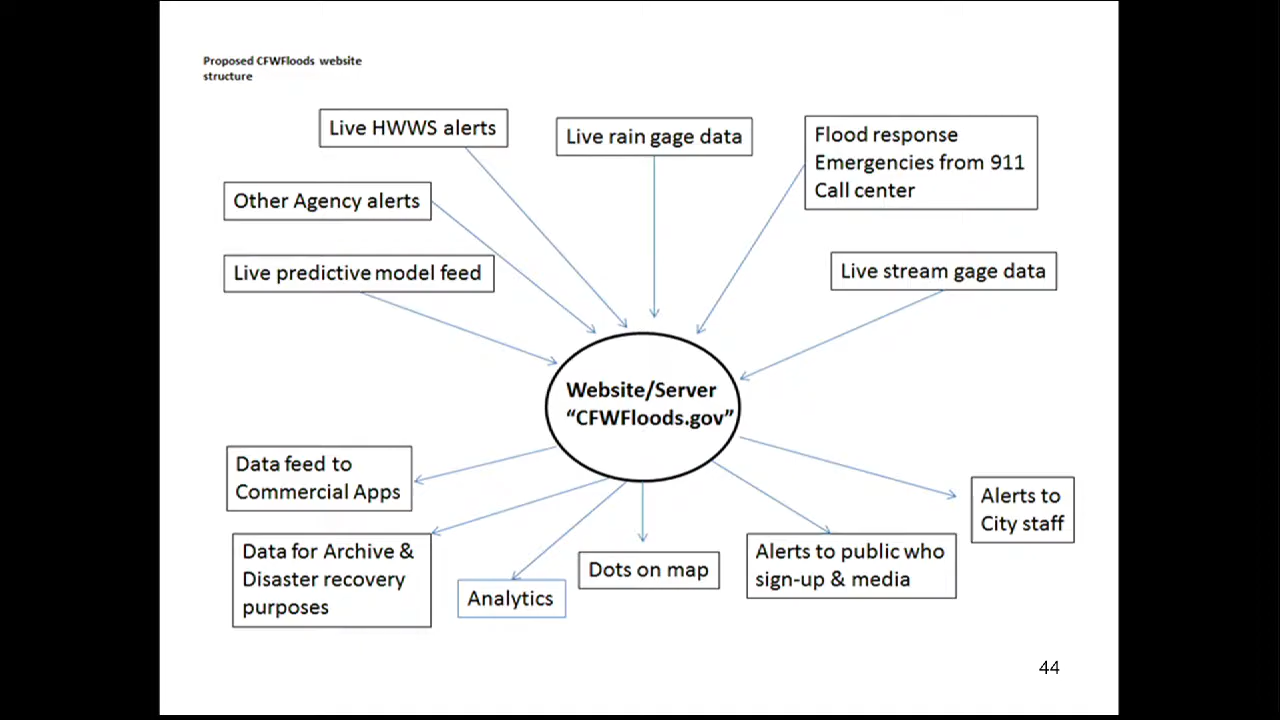 Proposed CFWFloods website
structure
Live HWWS alerts
Live rain gage data
Flood response
Emergencies from 911
Call center
Other Agency alerts
Live predictive model feed
Live stream gage data
Website/Server
“CFWFloods.gov”
Data feed to
Commercial Apps
Alerts to
City staff
Data for Archive &
Disaster recovery
purposes
Analytics
Dots on map
Alerts to public who
sign-up & media
44